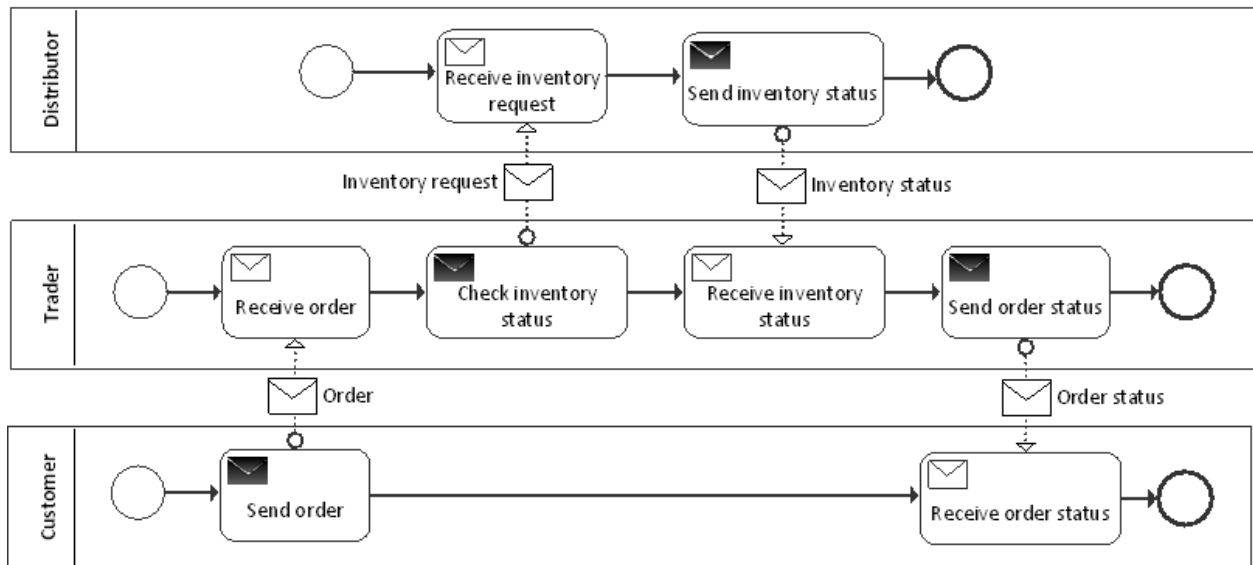 Distributor
Receive inventory
request
Send inventory status
Inventory request
Inventory status
Trader
Receive order
Check inventory
status
Receive inventory
status
Send order status
Order
Order status
Customer
Send order
Receive order status